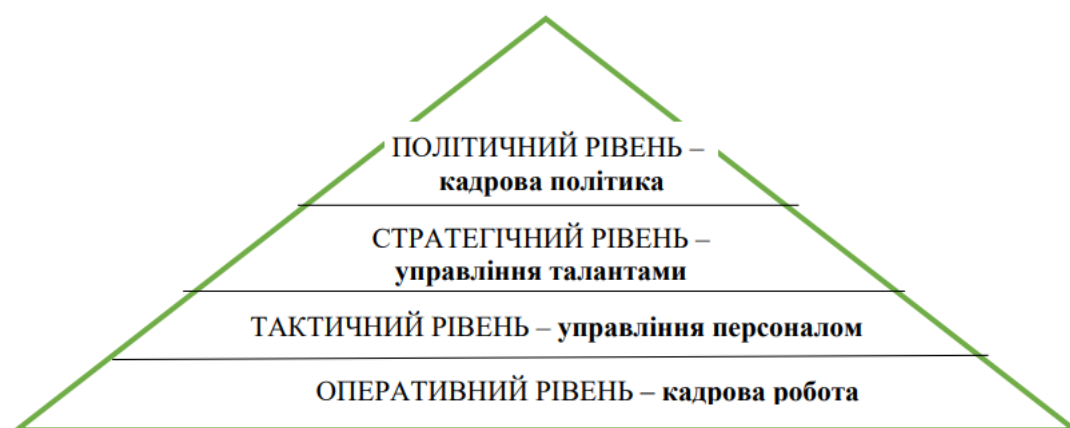 ПОЛІТИЧНИЙ РІВЕНЬ –
кадрова політика
СТРАТЕГІЧНИЙ РІВЕНЬ –
управління талантами
ТАКТИЧНИЙ РІВЕНЬ – управління персоналом
ОПЕРАТИВНИЙ РІВЕНЬ – кадрова робота